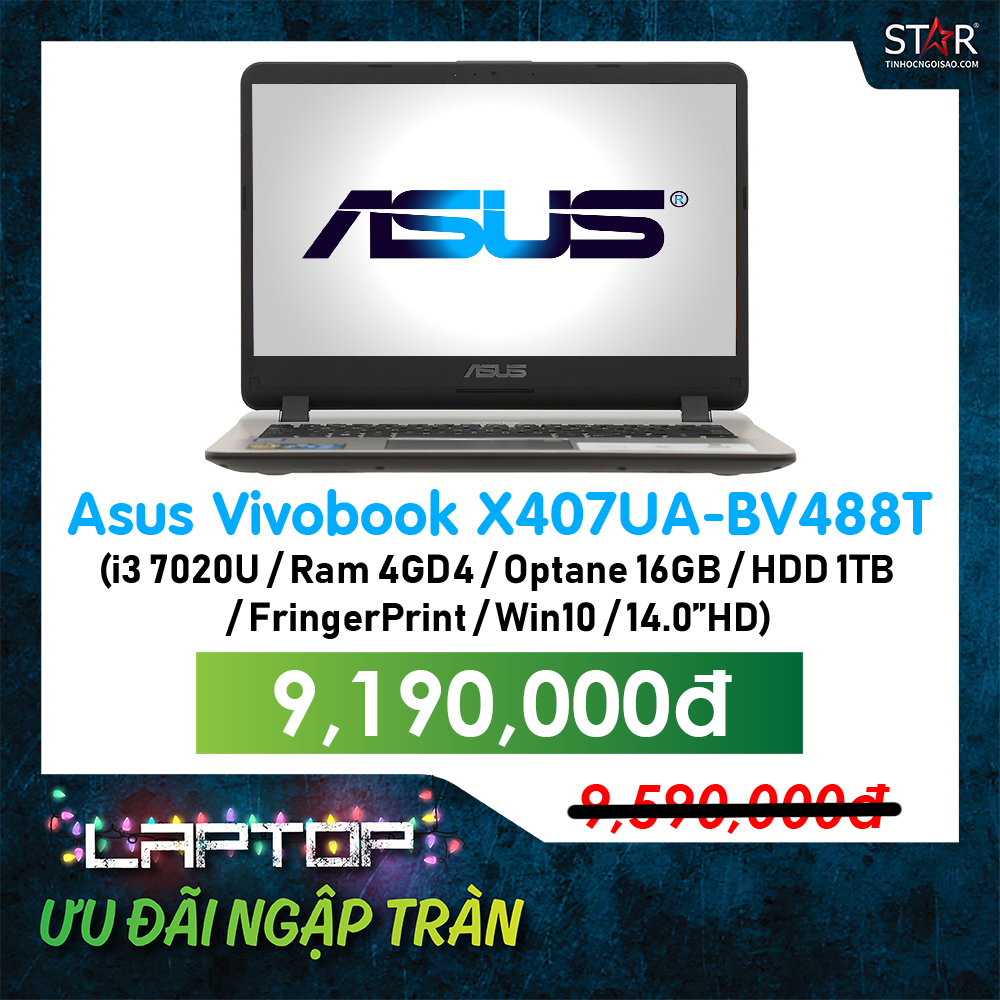 STAR®
TINHOCNGOISAO.COM
ASUS®
ASUS
Asus Vivobook X407UA-BV488T
(i3 7020U / Ram 4GD4 / Optane 16GB / HDD 1TB
/ FringerPrint / Win10 / 14.0”HD)
9,190,000đ
9,590,000đ
LAPTOP
ƯU ĐÃI NGẬP TRÀN